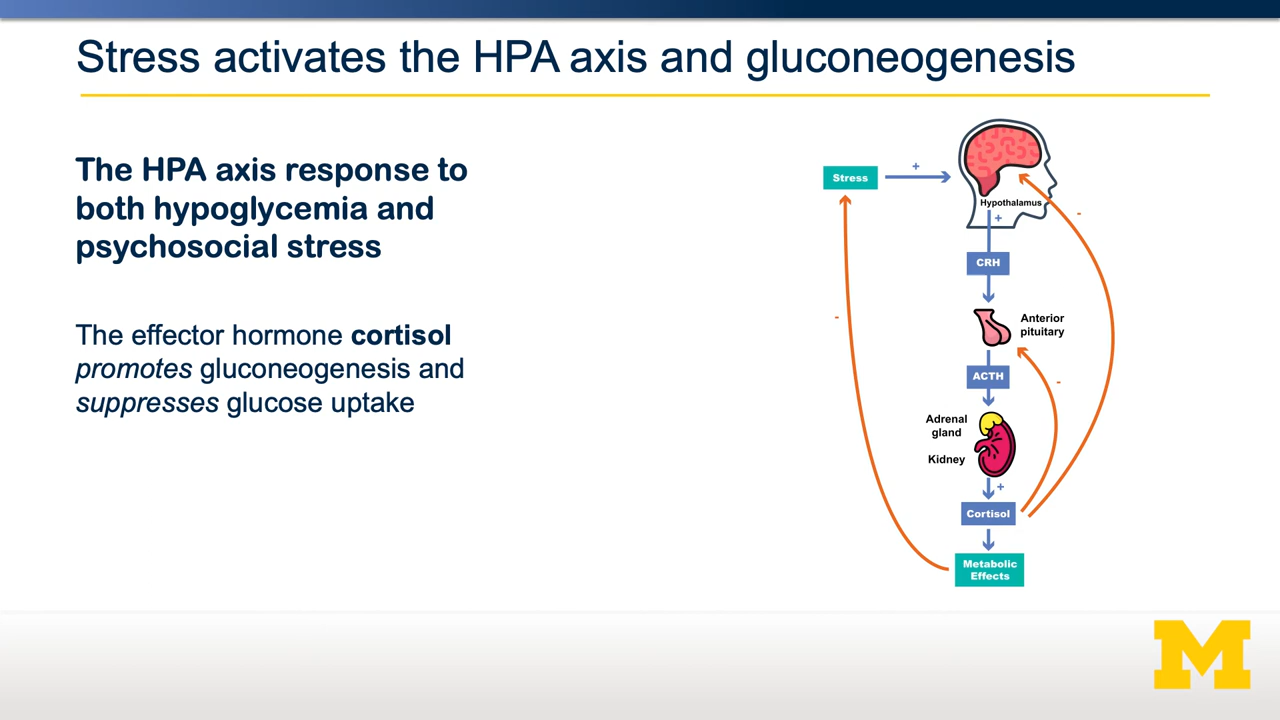 Stress activates the HPA axis and gluconeogenesis
The HPA axis response to
both hypoglycemia and
psychosocial stress
The effector hormone cortisol
promotes gluconeogenesis and
suppresses glucose uptake
Stress
+
Hypothalamus
+
-
CRH
Anterior
pituitary
-
-
ACTH
Adrenal
gland
Kidney
+
Cortisol
Metabolic
Effects
M